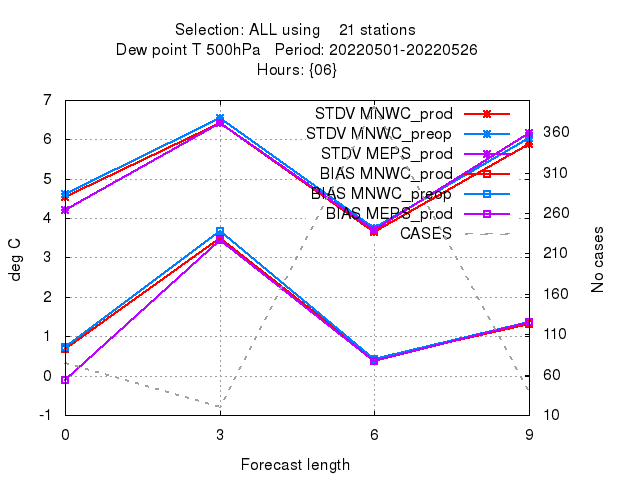 Selection: ALL using 21 stations
Dew point T 500hPa Period: 20220501-20220526
Hours: {06}
7
6
5
4
3
2
1
0
-1
deg C
STDV MNWC_prod
STDV MNWC_preop
STDV MEPS_prod
BIAS MNWC_prod
BIAS MNWC_preop
BIAS MEPS_prod
CASES
360
310
260
210
160
110
60
10
No cases
0 3 6 9
Forecast length